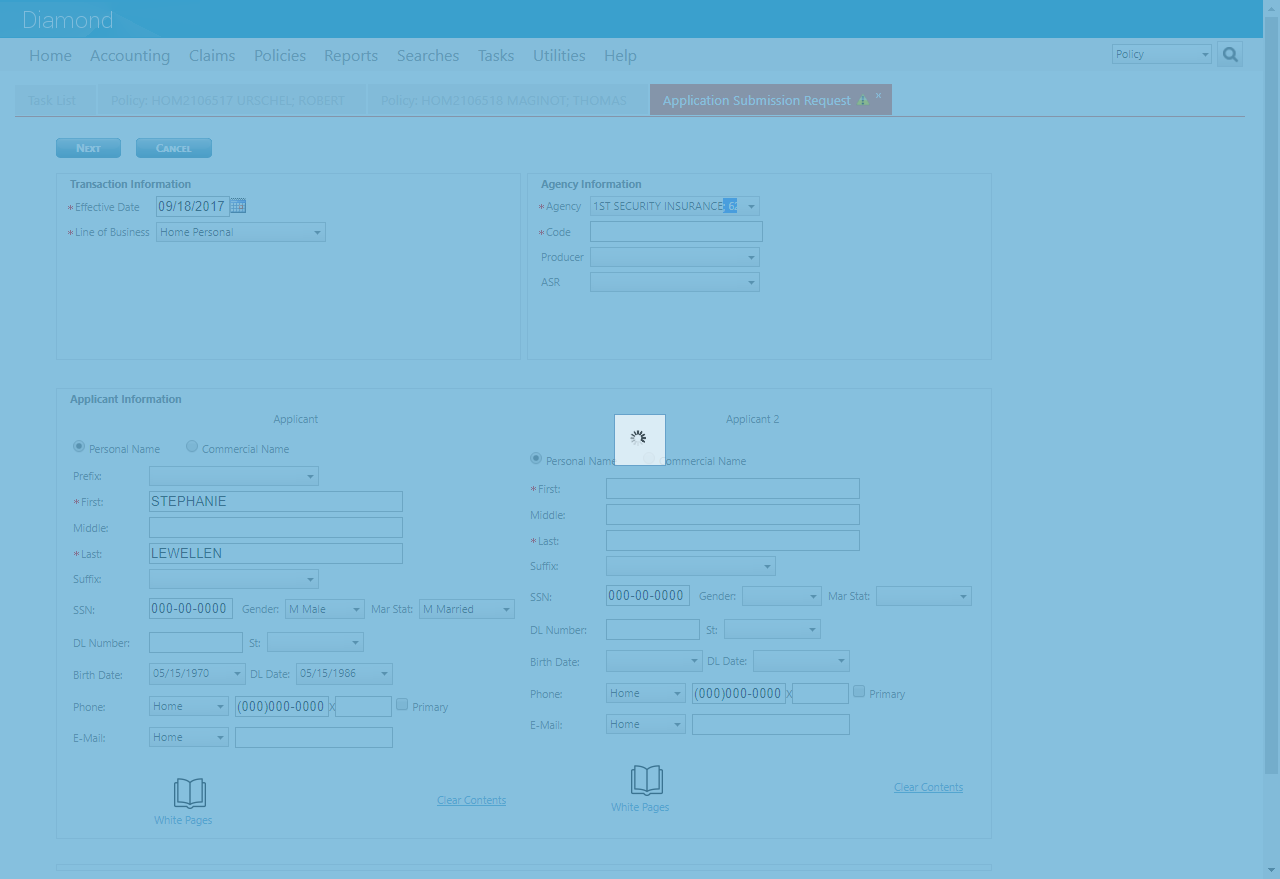 Diamond
Home Accounting Claims Policies Reports Searches Tasks Utilities Help Policy
Task List Policy: HOM2106517 URSCHEL; ROBERT Policy: HOM2106518 MAGINOT; THOMAS Application Submission Request x
Next Cancel
Transaction Information
*Effective Date 09/18/2017
*Line of Business Home Personal
Agency Information
*Agency 1ST SECURITY INSURANCE;
*Code
Producer
ASR
Applicant Information
Applicant
Personal Name Commercial Name
Prefix:
*First: STEPHANIE
Middle:
*Last: LEWELLEN
Suffix:
SSN: 000-00-0000 Gender: M Male Mar Stat: M Married
DL Number: St:
Birth Date: 05/15/1970 DL Date: 05/15/1986
Phone: Home (000)000-0000 X Primary
E-Mail: Home
White Pages
Clear Contents
Applicant 2
Personal Name Commercial Name
*First:
Middle:
*Last:
Suffix:
SSN: 000-00-0000 Gender: Mar Stat:
DL Number: St:
Birth Date: DL Date:
Phone: Home (000)000-0000 X Primary
E-Mail: Home
White Pages
Clear Contents